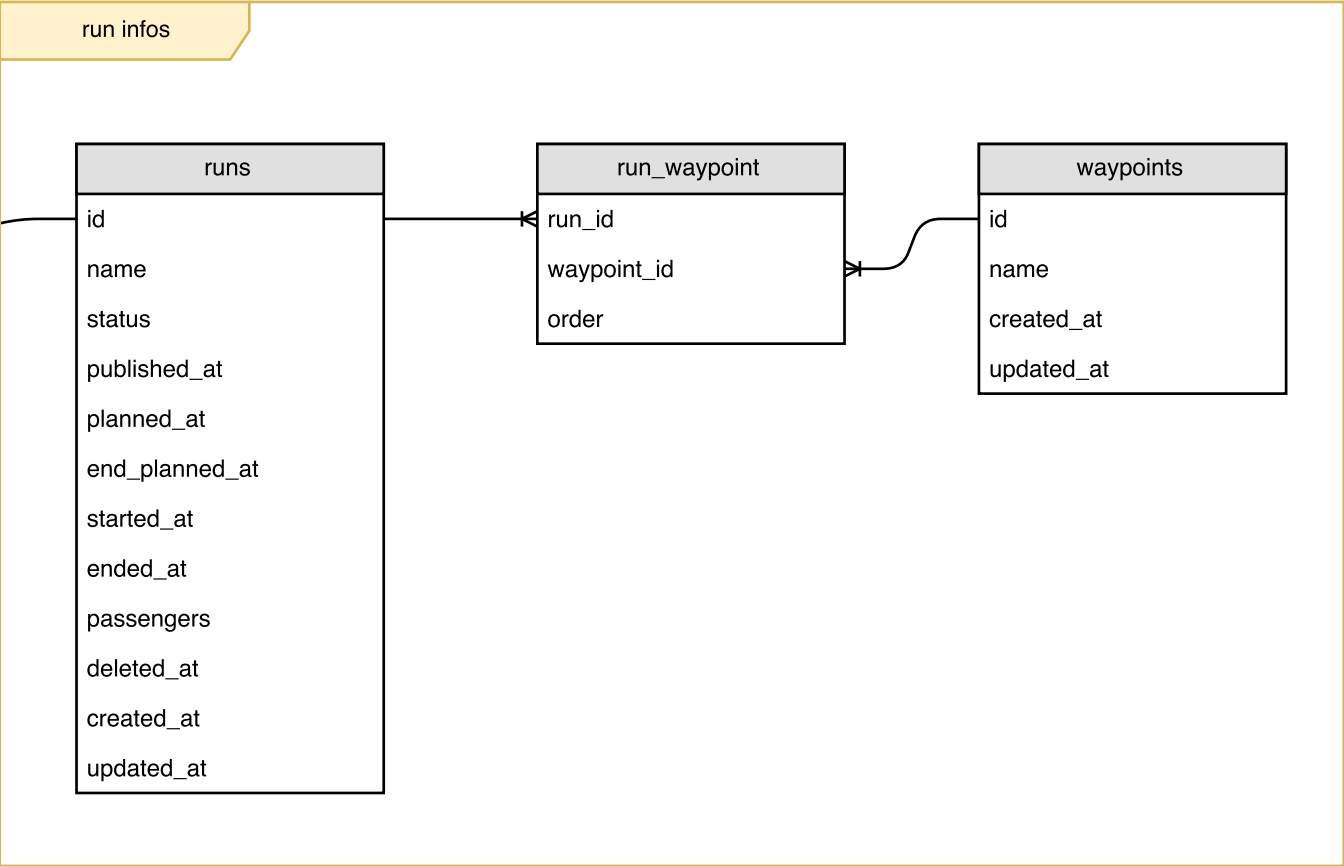 run infos
runs
id
name
status
published_at
planned_at
end_planned_at
started_at
ended_at
passengers
deleted_at
created_at
updated_at
run_waypoint
run_id
waypoint_id
order
waypoints
id
name
created_at
updated_at